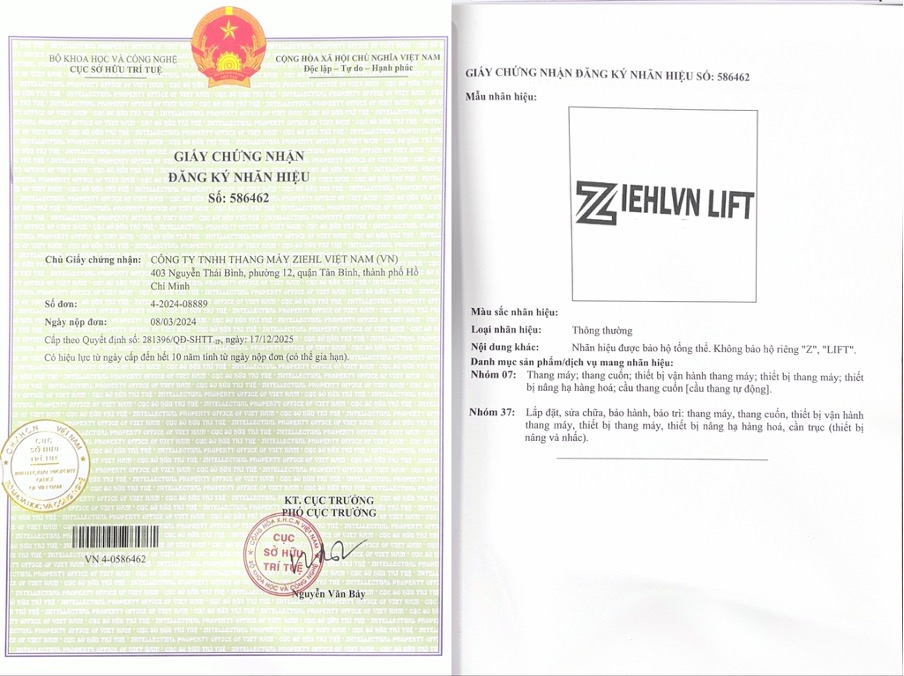 BỘ KHOA HỌC VÀ CÔNG NGHỆ
CỤC SỞ HỮU TRÍ TUỆ
CỘNG HÒA XÃ HỘI CHỦ NGHĨA VIỆT NAM
Độc lập – Tự do – Hạnh phúc
GIẤY CHỨNG NHẬN
ĐĂNG KÝ NHÃN HIỆU
Số: 586462
Chủ Giấy chứng nhận: CÔNG TY TNHH THANG MÁY ZIEHL VIỆT NAM (VN)
403 Nguyễn Thái Bình, phường 12, quận Tân Bình, thành phố Hồ
Chí Minh
Số đơn: 4-2024-08889
Ngày nộp đơn: 08/03/2024
Cấp theo Quyết định số: 281396/QĐ-SHTT.IP, ngày: 17/12/2025
Có hiệu lực từ ngày cấp đến hết 10 năm tính từ ngày nộp đơn (có thể gia hạn).
CỤC
SỞ HỮU
TRÍ TUỆ
INTELLECTUAL PROPERTY
OFFICE
OF VIETNAM
VN 4-0586462
KT. CỤC TRƯỞNG
PHÓ CỤC TRƯỞNG
CỤC
SỞ HỮU
TRÍ TUỆ
Nguyễn Văn Bảy
GIẤY CHỨNG NHẬN ĐĂNG KÝ NHÃN HIỆU SỐ: 586462
Mẫu nhãn hiệu:
ZIEHLVN LIFT
Màu sắc nhãn hiệu:
Loại nhãn hiệu: Thông thường
Nội dung khác: Nhãn hiệu được bảo hộ tổng thể. Không bảo hộ riêng "Z", "LIFT".
Danh mục sản phẩm/dịch vụ mang nhãn hiệu:
Nhóm 07: Thang máy; thang cuốn; thiết bị vận hành thang máy; thiết bị thang máy; thiết
bị nâng hạ hàng hoá; cầu thang cuốn [cầu thang tự động].
Nhóm 37: Lắp đặt, sửa chữa, bảo hành, bảo trì: thang máy, thang cuốn, thiết bị vận hành
thang máy, thiết bị thang máy, thiết bị nâng hạ hàng hoá, cần trục (thiết bị
nâng và nhấc).